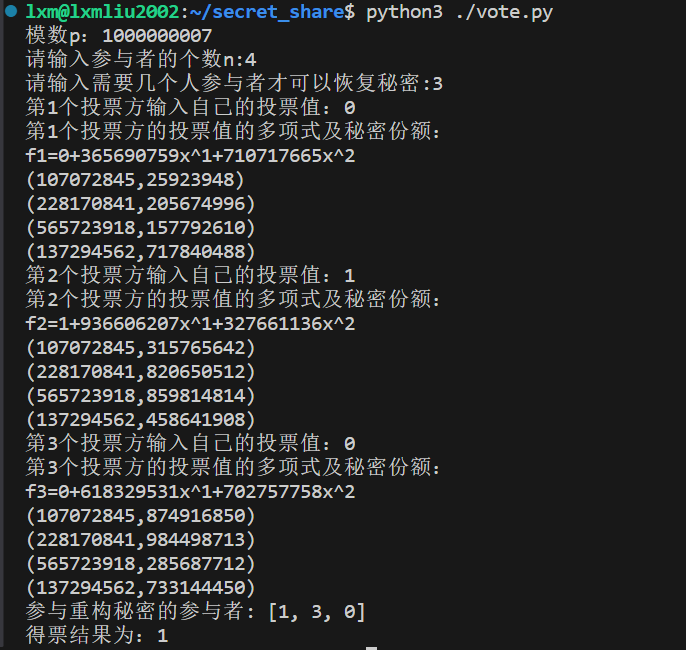 lxm@lxmliu2002:~/secret_share$ python3 ./vote.py
模数p：1000000007
请输入参与者的个数n:4
请输入需要几个人参与者才可以恢复秘密:3
第1个投票方输入自己的投票值：0
第1个投票方的投票值的多项式及秘密份额：
f1=0+365690759x^1+710717665x^2
(107072845,25923948)
(228170841,205674996)
(565723918,157792610)
(137294562,717840488)
第2个投票方输入自己的投票值：1
第2个投票方的投票值的多项式及秘密份额：
f2=1+936606207x^1+327661136x^2
(107072845,315765642)
(228170841,820650512)
(565723918,859814814)
(137294562,458641908)
第3个投票方输入自己的投票值：0
第3个投票方的投票值的多项式及秘密份额：
f3=0+618329531x^1+702757758x^2
(107072845,874916850)
(228170841,984498713)
(565723918,285687712)
(137294562,733144450)
参与重构秘密的参与者：[1, 3, 0]
得票结果为：1